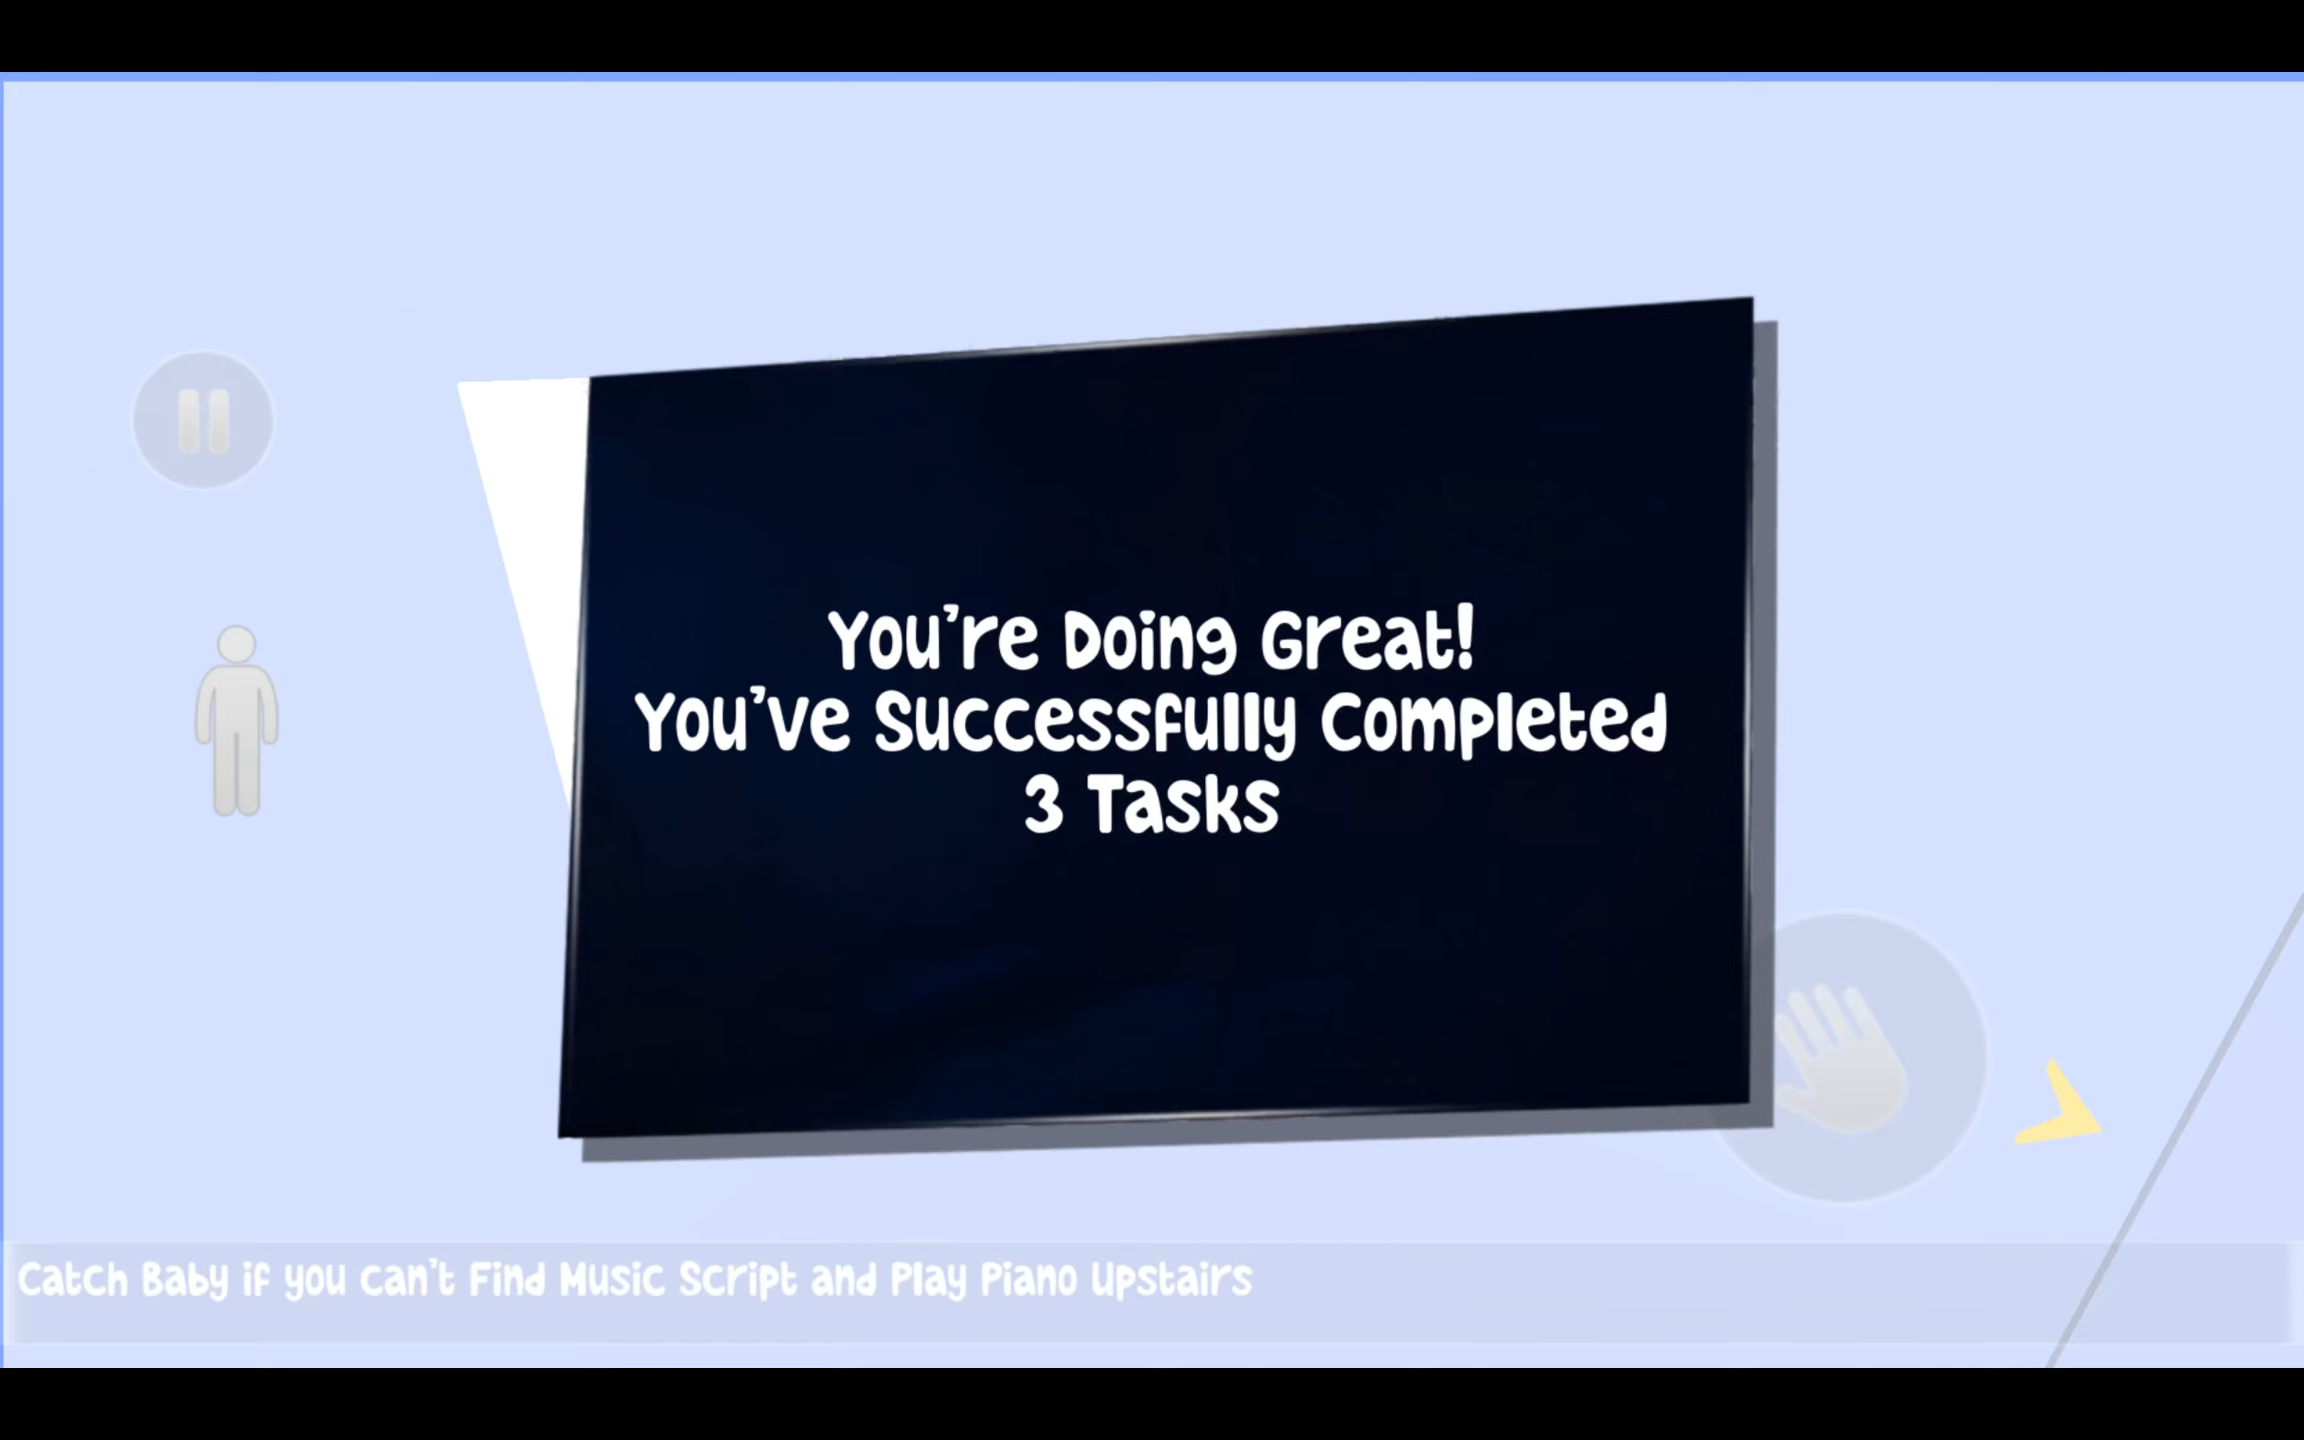 You're Doing Great!
You've Successfully Completed
3 Tasks
Catch Baby if you can't Find Music Script and Play Piano Upstairs